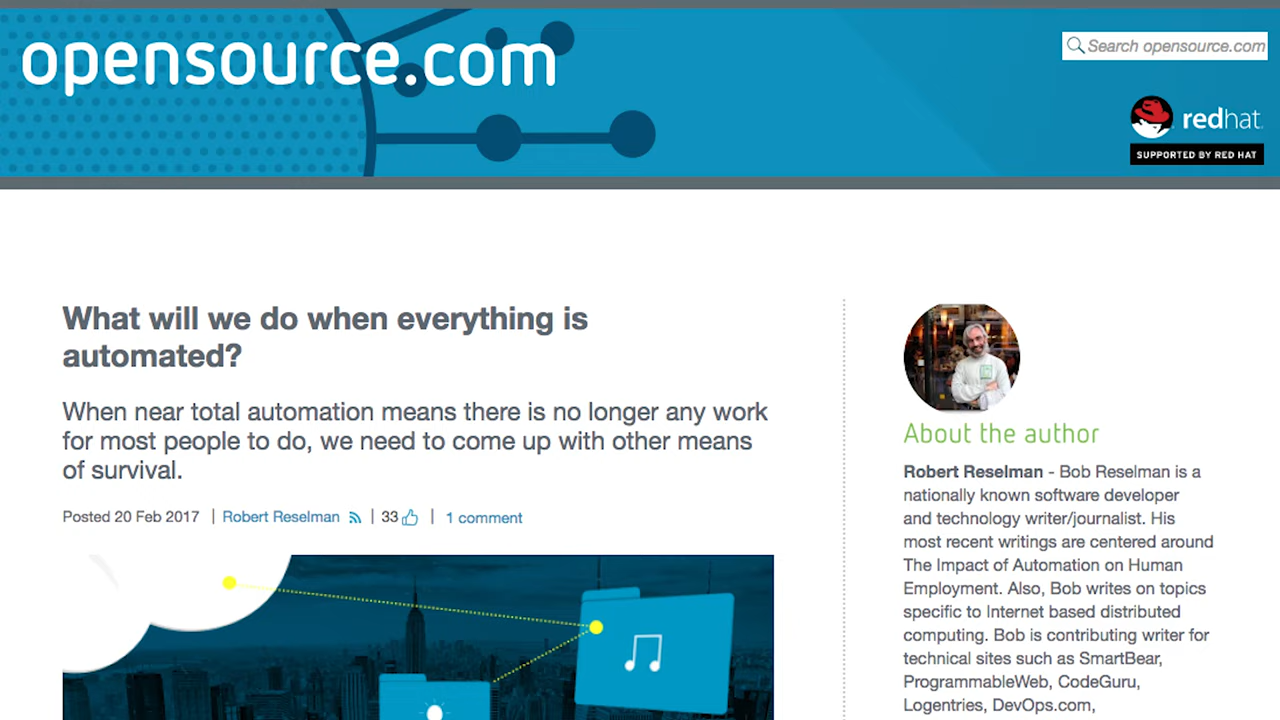 opensource.com
Search opensource.com
redhat.
SUPPORTED BY RED HAT
What will we do when everything is
automated?
When near total automation means there is no longer any work
for most people to do, we need to come up with other means
of survival.
Posted 20 Feb 2017 | Robert Reselman | 33 | 1 comment
About the author
Robert Reselman - Bob Reselman is a
nationally known software developer
and technology writer/journalist. His
most recent writings are centered around
The Impact of Automation on Human
Employment. Also, Bob writes on topics
specific to Internet based distributed
computing. Bob is contributing writer for
technical sites such as SmartBear,
ProgrammableWeb, CodeGuru,
Logentries, DevOps.com,